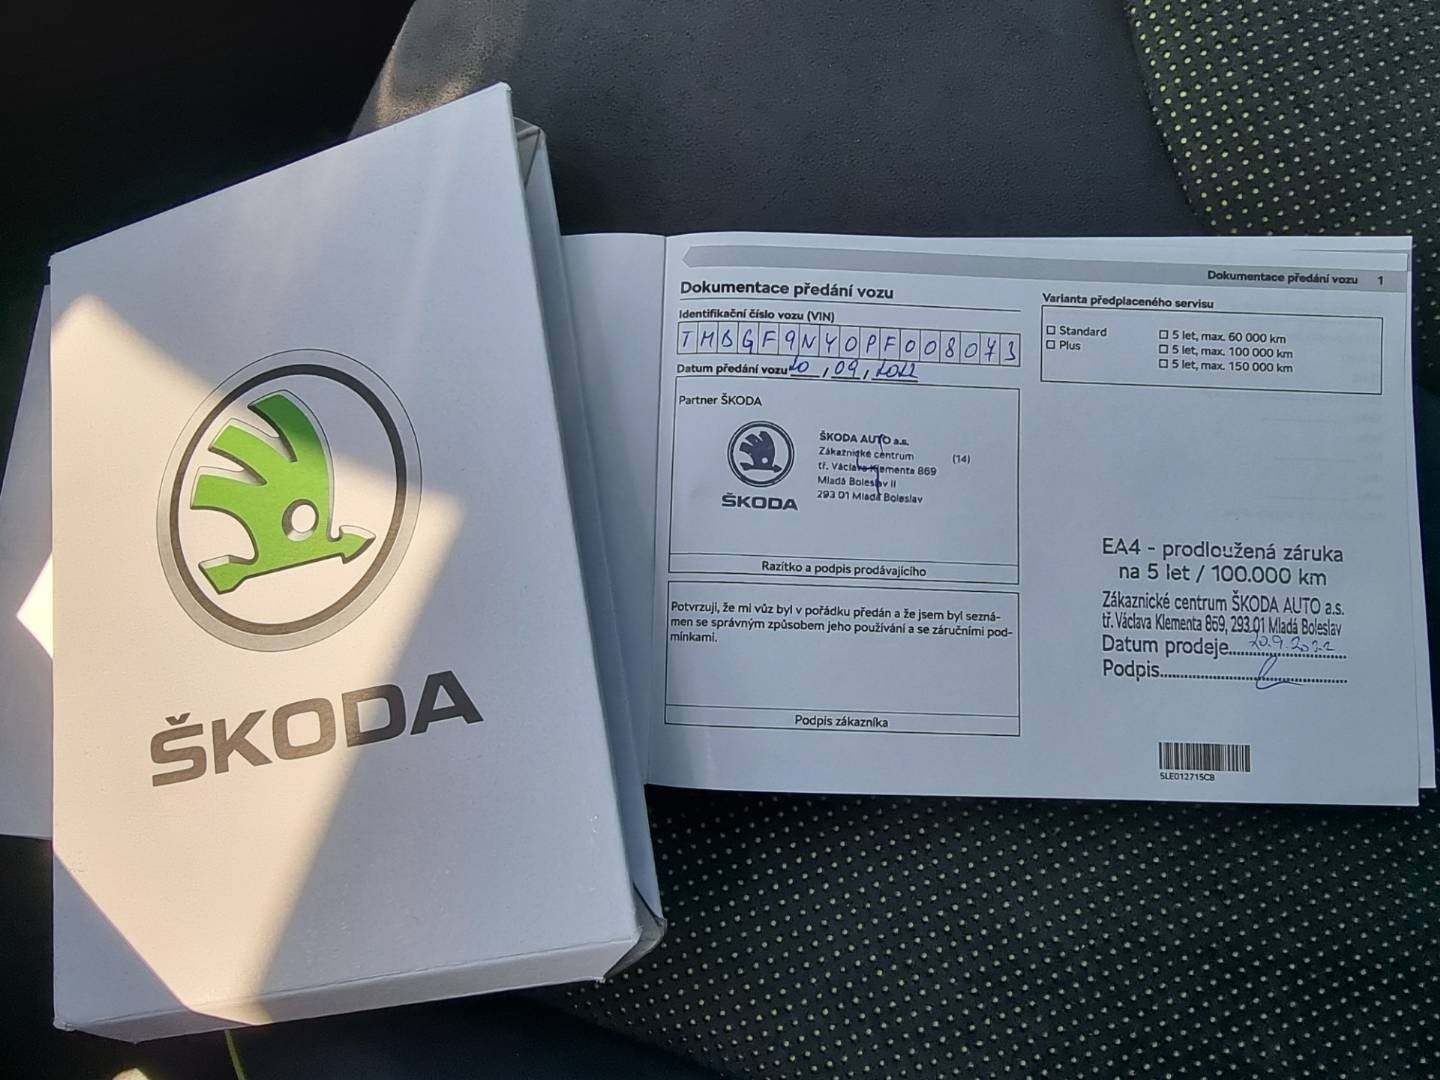 ŠKODA
Dokumentace předání vozu 1
Dokumentace předání vozu
Identifikační číslo vozu (VIN)
TMBGF9NY0PF008073
Datum předání vozu 20, 09, 2022
Partner ŠKODA
ŠKODA
ŠKODA AUTO a.s.
Zákaznické centrum (14)
tř. Václava Klementa 869
Mladá Boleslav II
293 01 Mladá Boleslav
Razítko a podpis prodávajícího
Potvrzuji, že mi vůz byl v pořádku předán a že jsem byl sezná-
men se správným způsobem jeho používání a se záručními pod-
mínkami.
Podpis zákazníka
Varianta předplaceného servisu
☐ Standard
☐ Plus
☐ 5 let, max. 60 000 km
☐ 5 let, max. 100 000 km
☐ 5 let, max. 150 000 km
EA4 - prodloužená záruka
na 5 let / 100.000 km
Zákaznické centrum ŠKODA AUTO a.s.
tř. Václava Klementa 869, 293 01 Mladá Boleslav
Datum prodeje 20.9.2022
Podpis
5LE012715CB